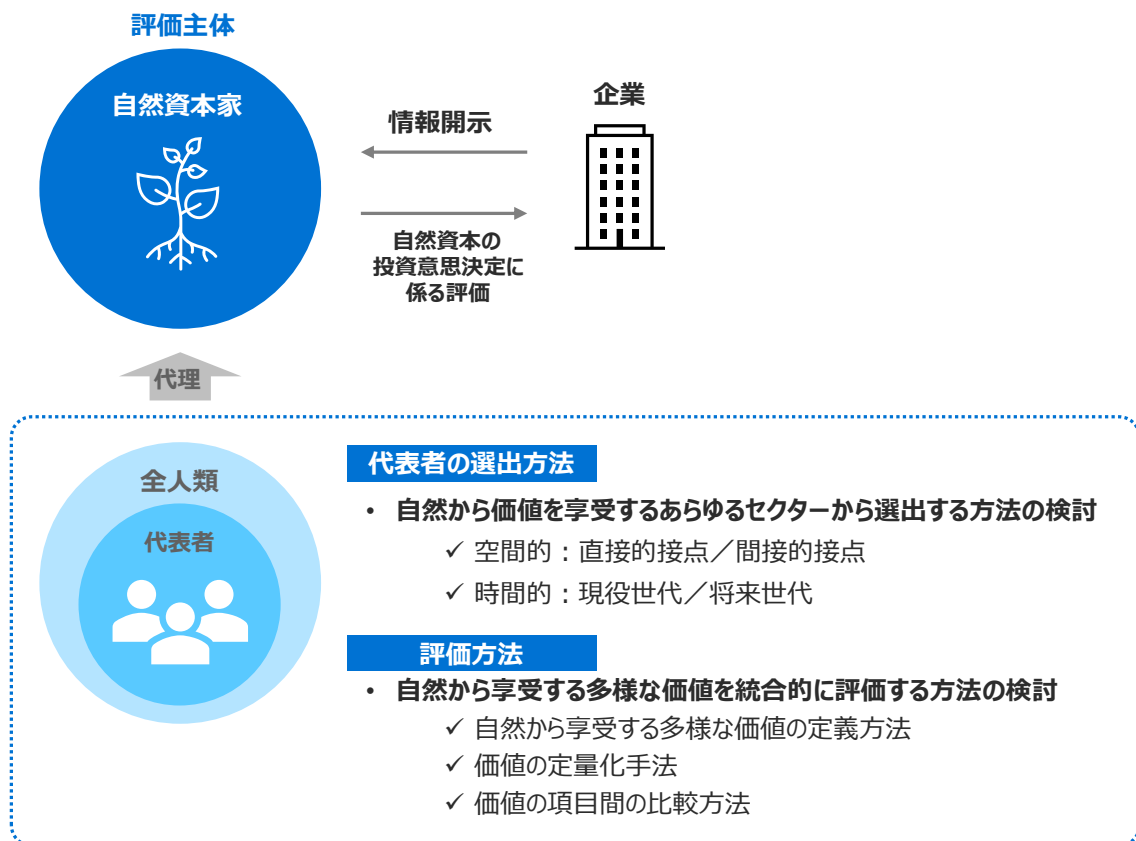 評価主体
自然資本家
企業
情報開示
自然資本の
投資意思決定に
係る評価
代理
全人類
代表者
代表者の選出方法
• 自然から価値を享受するあらゆるセクターから選出する方法の検討
✓ 空間的：直接的接点／間接的接点
✓ 時間的：現役世代／将来世代
評価方法
• 自然から享受する多様な価値を統合的に評価する方法の検討
✓ 自然から享受する多様な価値の定義方法
✓ 価値の定量化手法
✓ 価値の項目間の比較方法